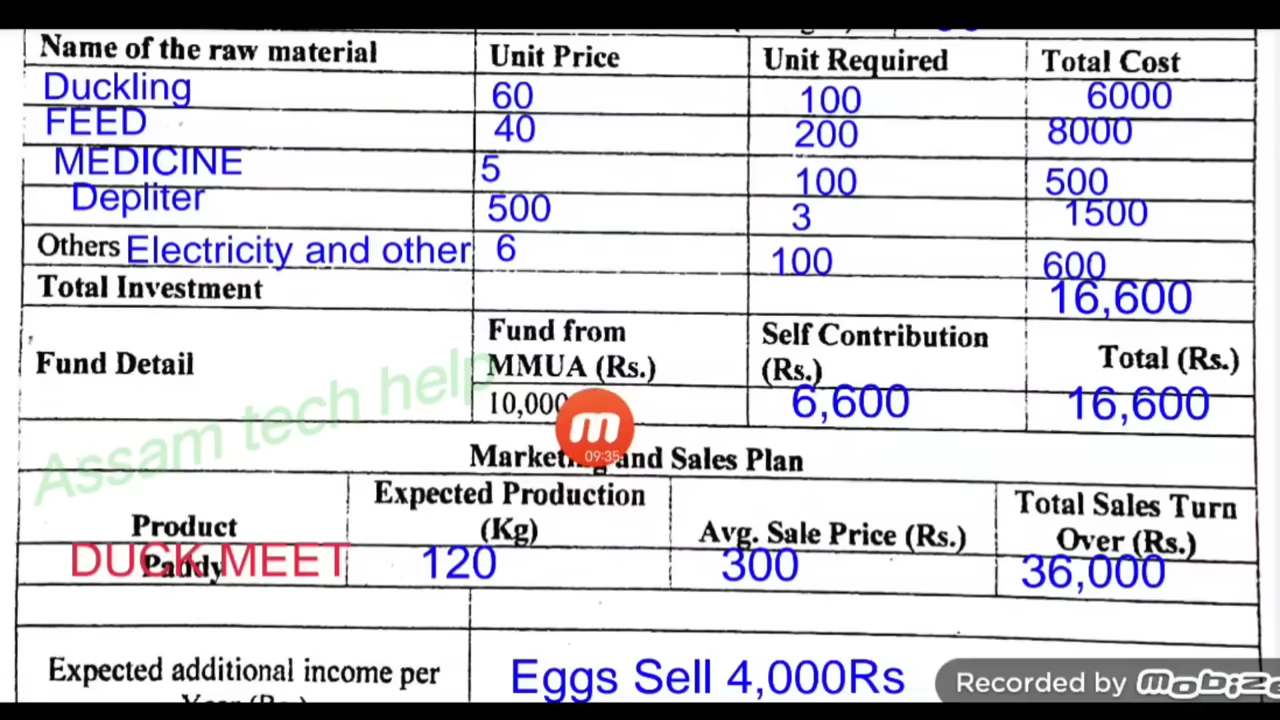 Name of the raw material Unit Price Unit Required Total Cost
Duckling 60 100 6000
FEED 40 200 8000
MEDICINE 5 100 500
Depliter 500 3 1500
Others Electricity and other 6 100 600
Total Investment 16,600
Fund Detail Fund from MMUA (Rs.) Self Contribution (Rs.) Total (Rs.)
10,000 6,600 16,600
Assam tech help
09:35
Marketing and Sales Plan
Product Expected Production (Kg) Avg. Sale Price (Rs.) Total Sales Turn Over (Rs.)
Paddy
DUCK MEET 120 300 36,000
Expected additional income per Eggs Sell 4,000Rs
Recorded by